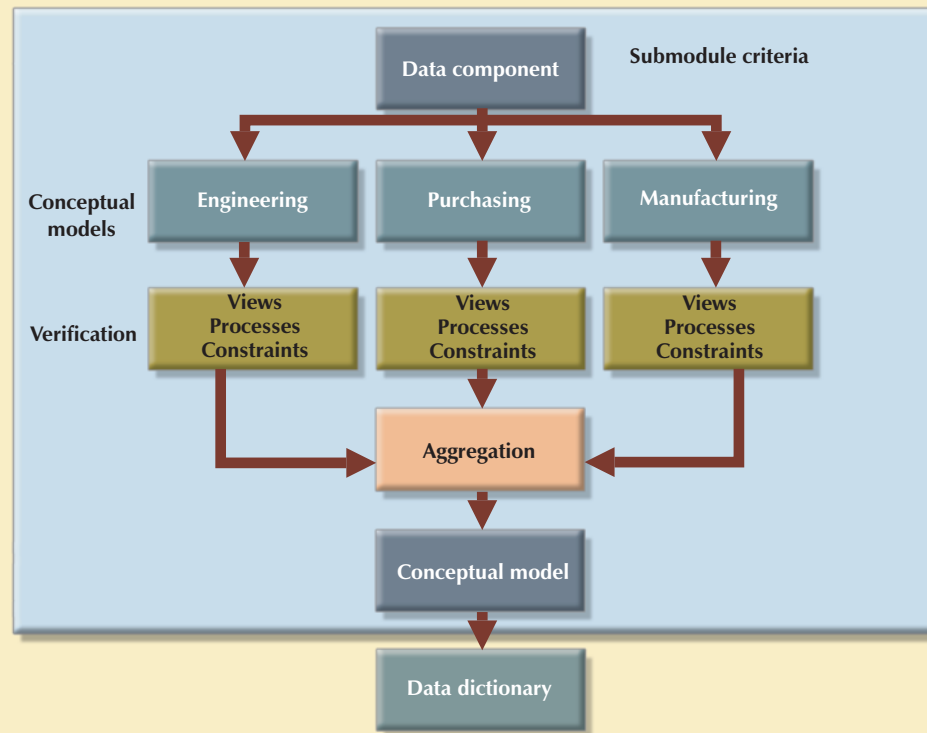 Data component
Submodule criteria
Conceptual
models
Engineering
Purchasing
Manufacturing
Verification
Views
Processes
Constraints
Views
Processes
Constraints
Views
Processes
Constraints
Aggregation
Conceptual model
Data dictionary